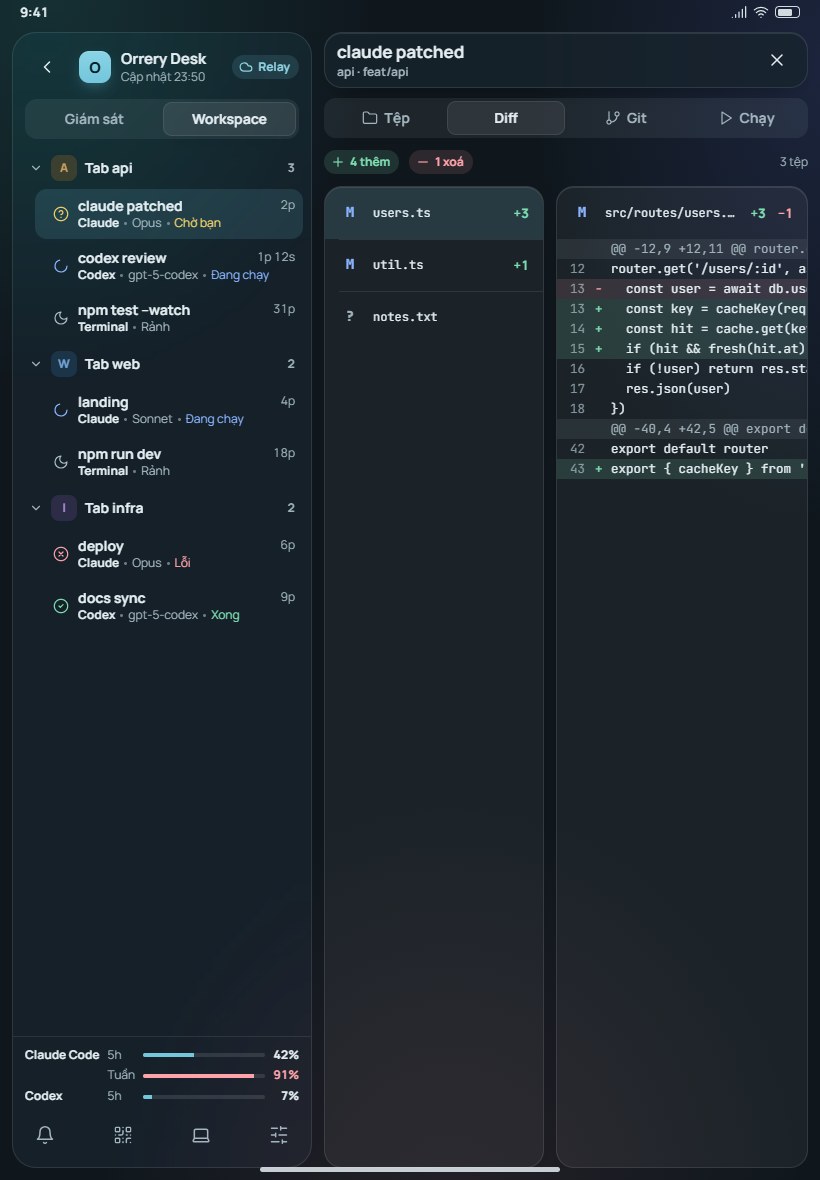 9:41
O
Orrery Desk
Cập nhật 23:50
Relay
Giám sát
Workspace
A Tab api 3
claude patched 2p
Claude • Opus • Chờ bạn
codex review 1p 12s
Codex • gpt-5-codex • Đang chạy
npm test –watch 31p
Terminal • Rảnh
W Tab web 2
landing 4p
Claude • Sonnet • Đang chạy
npm run dev 18p
Terminal • Rảnh
I Tab infra 2
deploy 6p
Claude • Opus • Lỗi
docs sync 9p
Codex • gpt-5-codex • Xong
Claude Code 5h 42%
Tuần 91%
Codex 5h 7%
claude patched
api · feat/api
Tệp
Diff
Git
Chạy
+ 4 thêm
− 1 xoá
3 tệp
M users.ts +3
M util.ts +1
? notes.txt
M src/routes/users.… +3 −1
@@ -12,9 +12,11 @@ router.
12 router.get('/users/:id', a
13 - const user = await db.us
13 + const key = cacheKey(req
14 + const hit = cache.get(ke
15 + if (hit && fresh(hit.at)
16 if (!user) return res.st
17 res.json(user)
18 })
@@ -40,4 +42,5 @@ export d
42 export default router
43 + export { cacheKey } from '